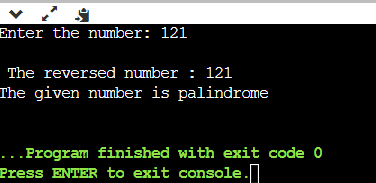 Enter the number: 121
The reversed number : 121
The given number is palindrome
...Program finished with exit code 0
Press ENTER to exit console.